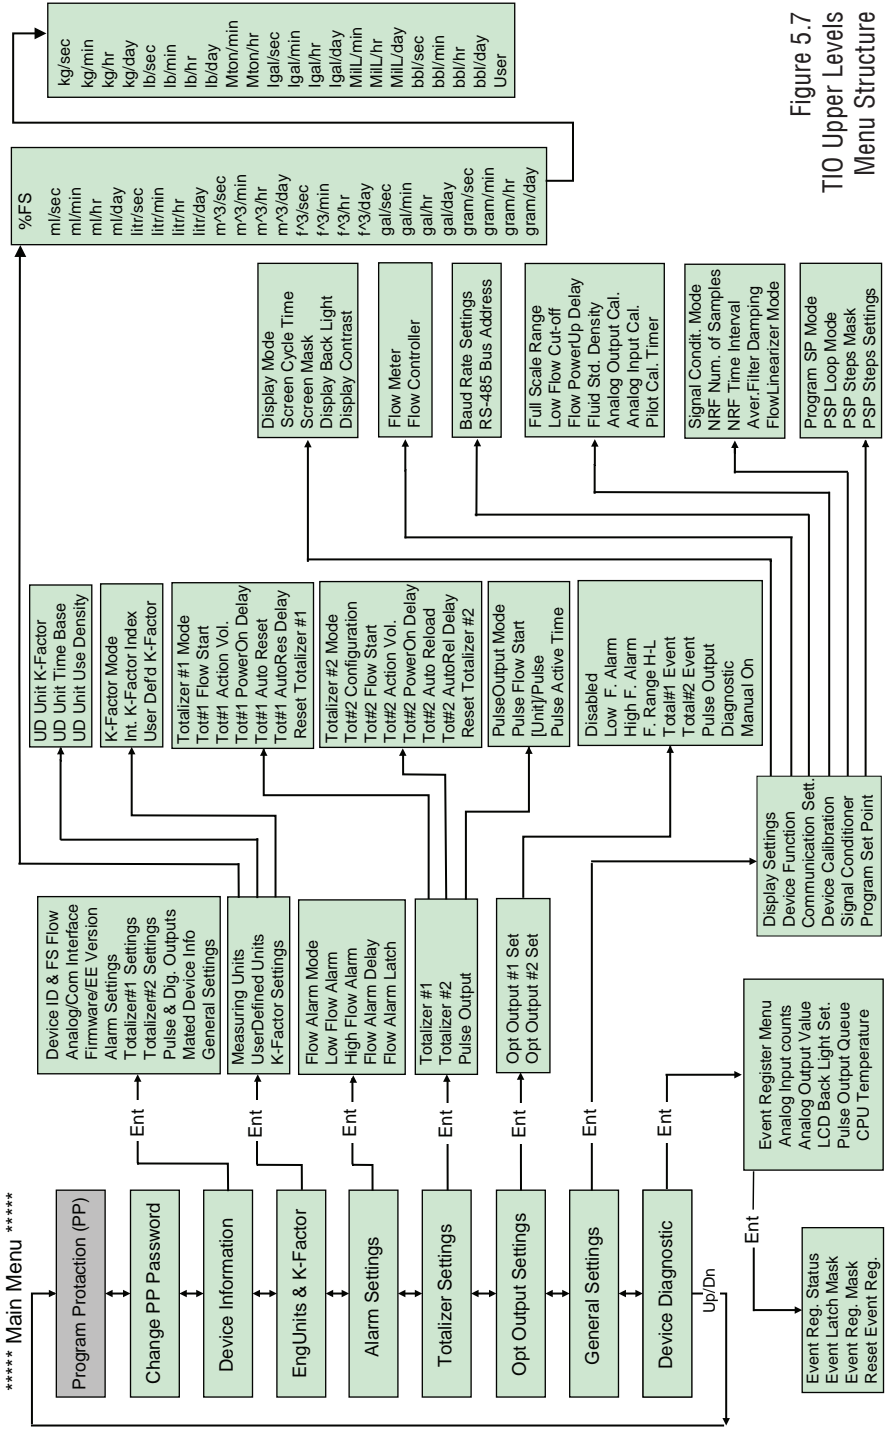 ***** Main Menu *****
Program Protaction (PP)
Change PP Password
Device Information
EngUnits & K-Factor
Alarm Settings
Totalizer Settings
Opt Output Settings
General Settings
Device Diagnostic
Up/Dn
Ent
Ent
Ent
Ent
Ent
Ent
Ent
Device ID & FS Flow
Analog/Com Interface
Firmware/EE Version
Alarm Settings
Totalizer#1 Settings
Totalizer#2 Settings
Pulse & Dig. Outputs
Mated Device Info
General Settings
Measuring Units
UserDefined Units
K-Factor Settings
Flow Alarm Mode
Low Flow Alarm
High Flow Alarm
Flow Alarm Delay
Flow Alarm Latch
Totalizer #1
Totalizer #2
Pulse Output
Opt Output #1 Set
Opt Output #2 Set
Display Settings
Device Function
Communication Sett.
Device Calibration
Signal Conditioner
Program Set Point
Event Register Menu
Analog Input counts
Analog Output Value
LCD Back Light Set.
Pulse Output Queue
CPU Temperature
Ent
Event Reg. Status
Event Latch Mask
Event Reg. Mask
Reset Event Reg.
UD Unit K-Factor
UD Unit Time Base
UD Unit Use Density
K-Factor Mode
Int. K-Factor Index
User Def'd K-Factor
Totalizer #1 Mode
Tot#1 Flow Start
Tot#1 Action Vol.
Tot#1 PowerOn Delay
Tot#1 Auto Reset
Tot#1 AutoRes Delay
Reset Totalizer #1
Totalizer #2 Mode
Tot#2 Configuration
Tot#2 Flow Start
Tot#2 Action Vol.
Tot#2 PowerOn Delay
Tot#2 Auto Reload
Tot#2 AutoRel Delay
Reset Totalizer #2
PulseOutput Mode
Pulse Flow Start
[Unit]/Pulse
Pulse Active Time
Disabled
Low F. Alarm
High F. Alarm
F. Range H-L
Total#1 Event
Total#2 Event
Pulse Output
Diagnostic
Manual On
Display Mode
Screen Cycle Time
Screen Mask
Display Back Light
Display Contrast
Flow Meter
Flow Controller
Baud Rate Settings
RS-485 Bus Address
Full Scale Range
Low Flow Cut-off
Flow PowerUp Delay
Fluid Std. Density
Analog Output Cal.
Analog Input Cal.
Pilot Cal. Timer
Signal Condit. Mode
NRF Num. of Samples
NRF Time Interval
Aver.Filter Damping
FlowLinearizer Mode
Program SP Mode
PSP Loop Mode
PSP Steps Mask
PSP Steps Settings
%FS
ml/sec
ml/min
ml/hr
ml/day
litr/sec
litr/min
litr/hr
litr/day
m^3/sec
m^3/min
m^3/hr
m^3/day
f^3/sec
f^3/min
f^3/hr
f^3/day
gal/sec
gal/min
gal/hr
gal/day
gram/sec
gram/min
gram/hr
gram/day
kg/sec
kg/min
kg/hr
kg/day
lb/sec
lb/min
lb/hr
lb/day
Mton/min
Mton/hr
Igal/sec
Igal/min
Igal/hr
Igal/day
MilL/min
MilL/hr
MilL/day
bbl/sec
bbl/min
bbl/hr
bbl/day
User
Figure 5.7
TIO Upper Levels
Menu Structure